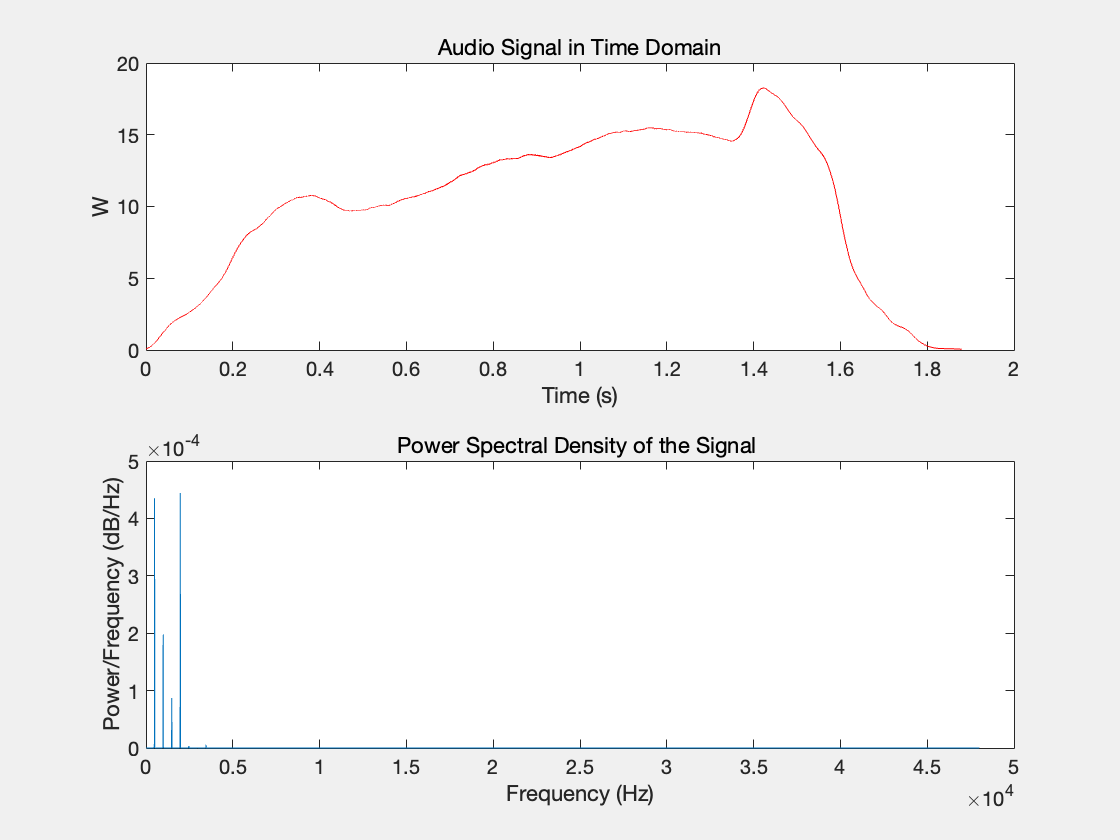 Audio Signal in Time Domain
20
15
10
5
0
W
0 0.2 0.4 0.6 0.8 1 1.2 1.4 1.6 1.8 2
Time (s)
×10-4
Power Spectral Density of the Signal
5
4
3
2
1
0
Power/Frequency (dB/Hz)
0 0.5 1 1.5 2 2.5 3 3.5 4 4.5 5
Frequency (Hz)
×104